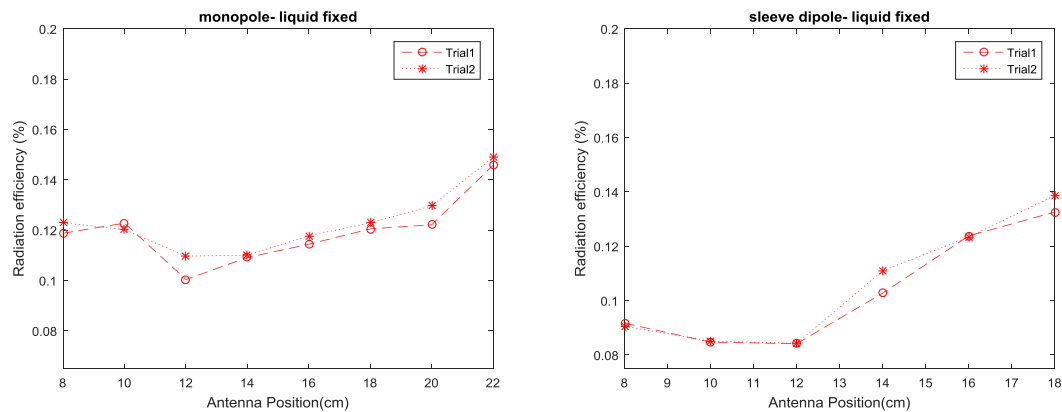 monopole- liquid fixed
Trial1
Trial2
Radiation efficiency (%)
0.2
0.18
0.16
0.14
0.12
0.1
0.08
8 10 12 14 16 18 20 22
Antenna Position(cm)
sleeve dipole- liquid fixed
Trial1
Trial2
Radiation efficiency (%)
0.2
0.18
0.16
0.14
0.12
0.1
0.08
8 9 10 11 12 13 14 15 16 17 18
Antenna Position(cm)